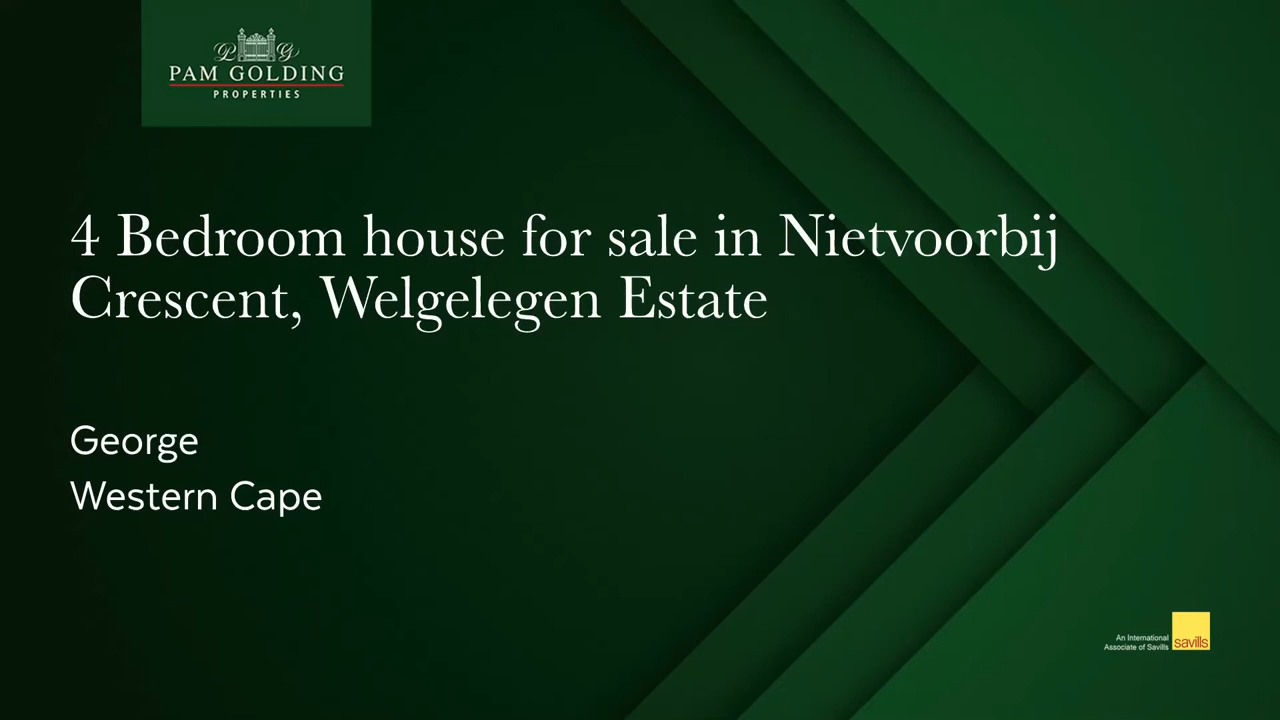 PG
PAM GOLDING
PROPERTIES
4 Bedroom house for sale in Nietvoorbij
Crescent, Welgelegen Estate
George
Western Cape
An International
Associate of Savills
savills